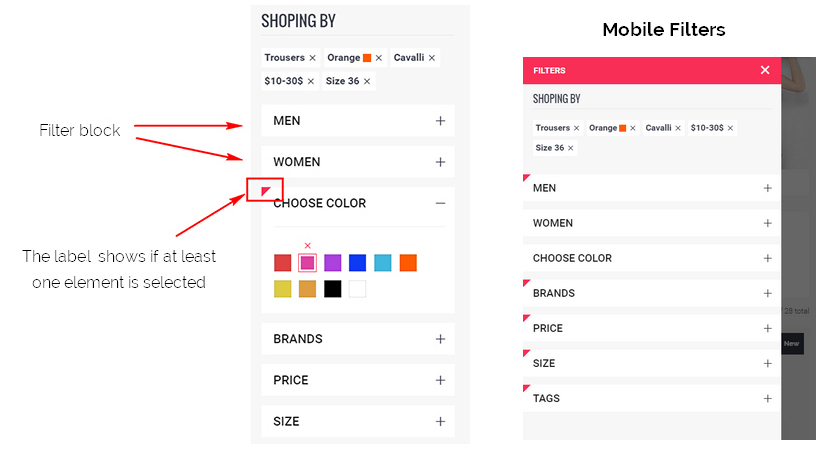 SHOPING BY
Trousers × Orange × Cavalli ×
$10-30$ × Size 36 ×
MEN +
WOMEN +
CHOOSE COLOR −
×
BRANDS +
PRICE +
SIZE +
Filter block
The label shows if at least
one element is selected
Mobile Filters
FILTERS ×
SHOPING BY
Trousers × Orange × Cavalli × $10-30$ ×
Size 36 ×
MEN +
WOMEN
CHOOSE COLOR
BRANDS +
PRICE +
SIZE +
TAGS +
28 total
New